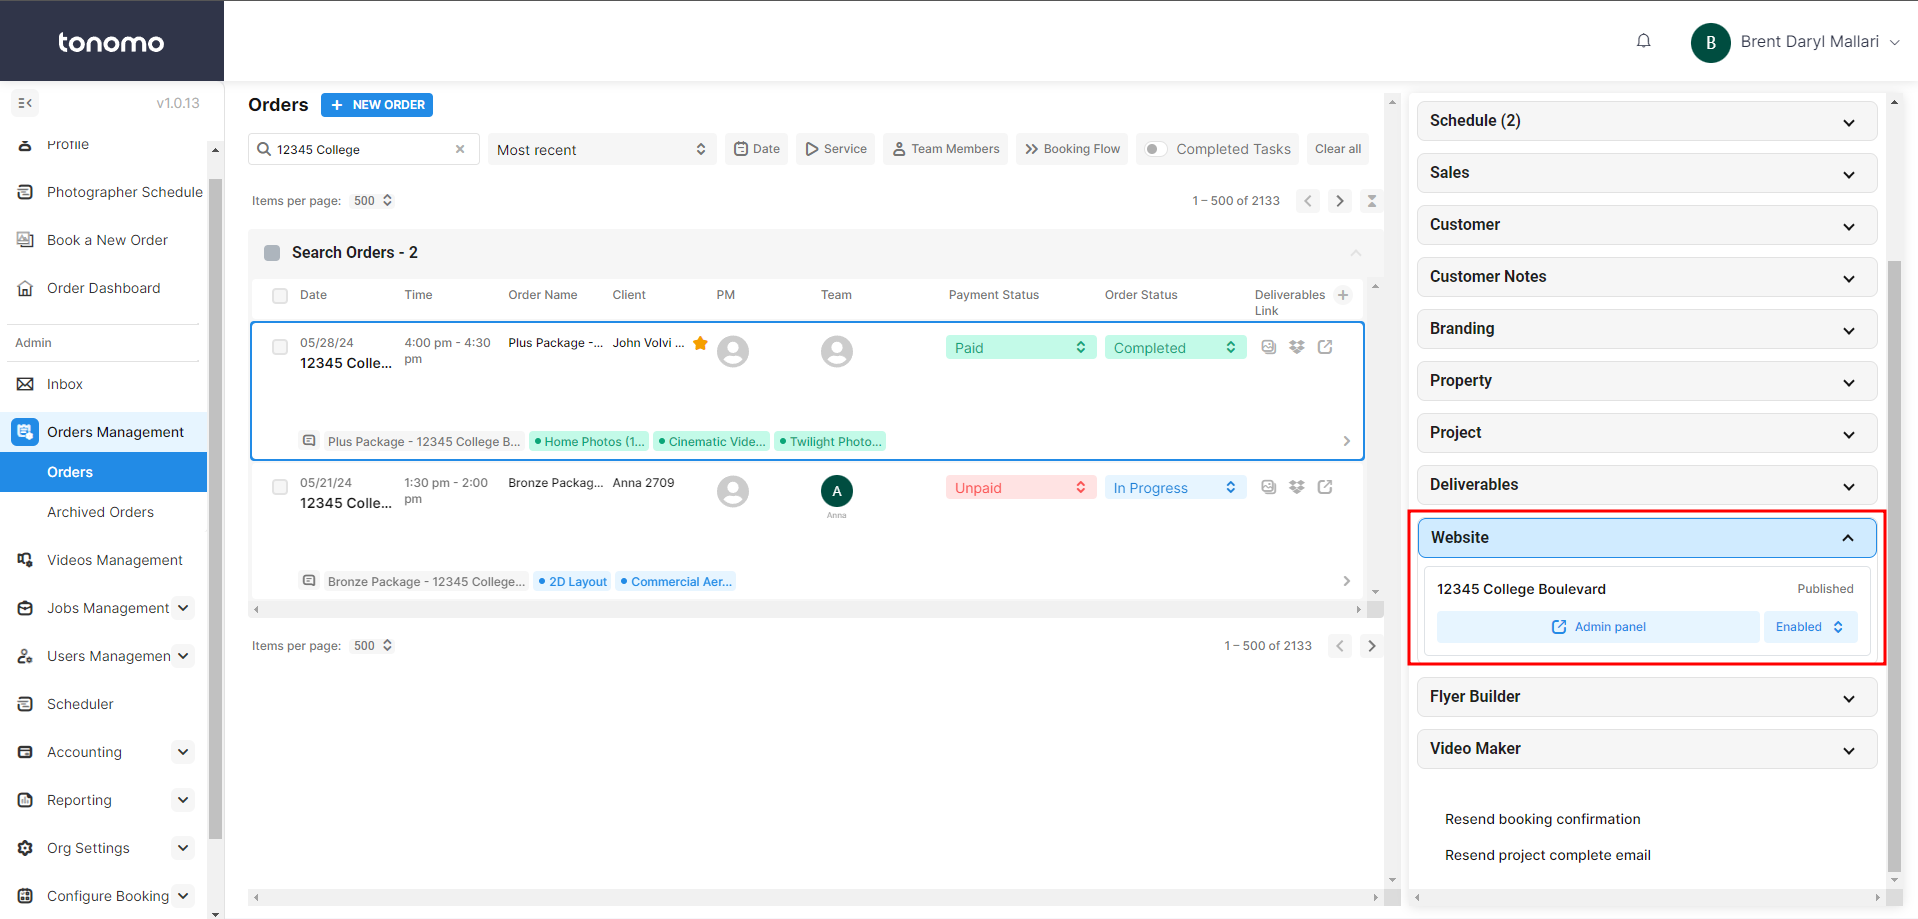 tonomo
B
Brent Daryl Mallari
v1.0.13
Profile
Photographer Schedule
Book a New Order
Order Dashboard
Admin
Inbox
Orders Management
Orders
Archived Orders
Videos Management
Jobs Management
Users Managemen
Scheduler
Accounting
Reporting
Org Settings
Configure Booking
Orders
+ NEW ORDER
12345 College
Most recent
Date
Service
Team Members
Booking Flow
Completed Tasks
Clear all
Items per page: 500
1 – 500 of 2133
Search Orders - 2
Date Time Order Name Client PM Team Payment Status Order Status Deliverables
Link
05/28/24 4:00 pm - 4:30 Plus Package -... John Volvi ... Paid Completed
12345 Colle... pm
Plus Package - 12345 College B... Home Photos (1... Cinematic Vide... Twilight Photo...
05/21/24 1:30 pm - 2:00 Bronze Packag... Anna 2709 A Unpaid In Progress
12345 Colle... pm
Anna
Bronze Package - 12345 College... 2D Layout Commercial Aer...
Items per page: 500
1 – 500 of 2133
Schedule (2)
Sales
Customer
Customer Notes
Branding
Property
Project
Deliverables
Website
12345 College Boulevard Published
Admin panel Enabled
Flyer Builder
Video Maker
Resend booking confirmation
Resend project complete email